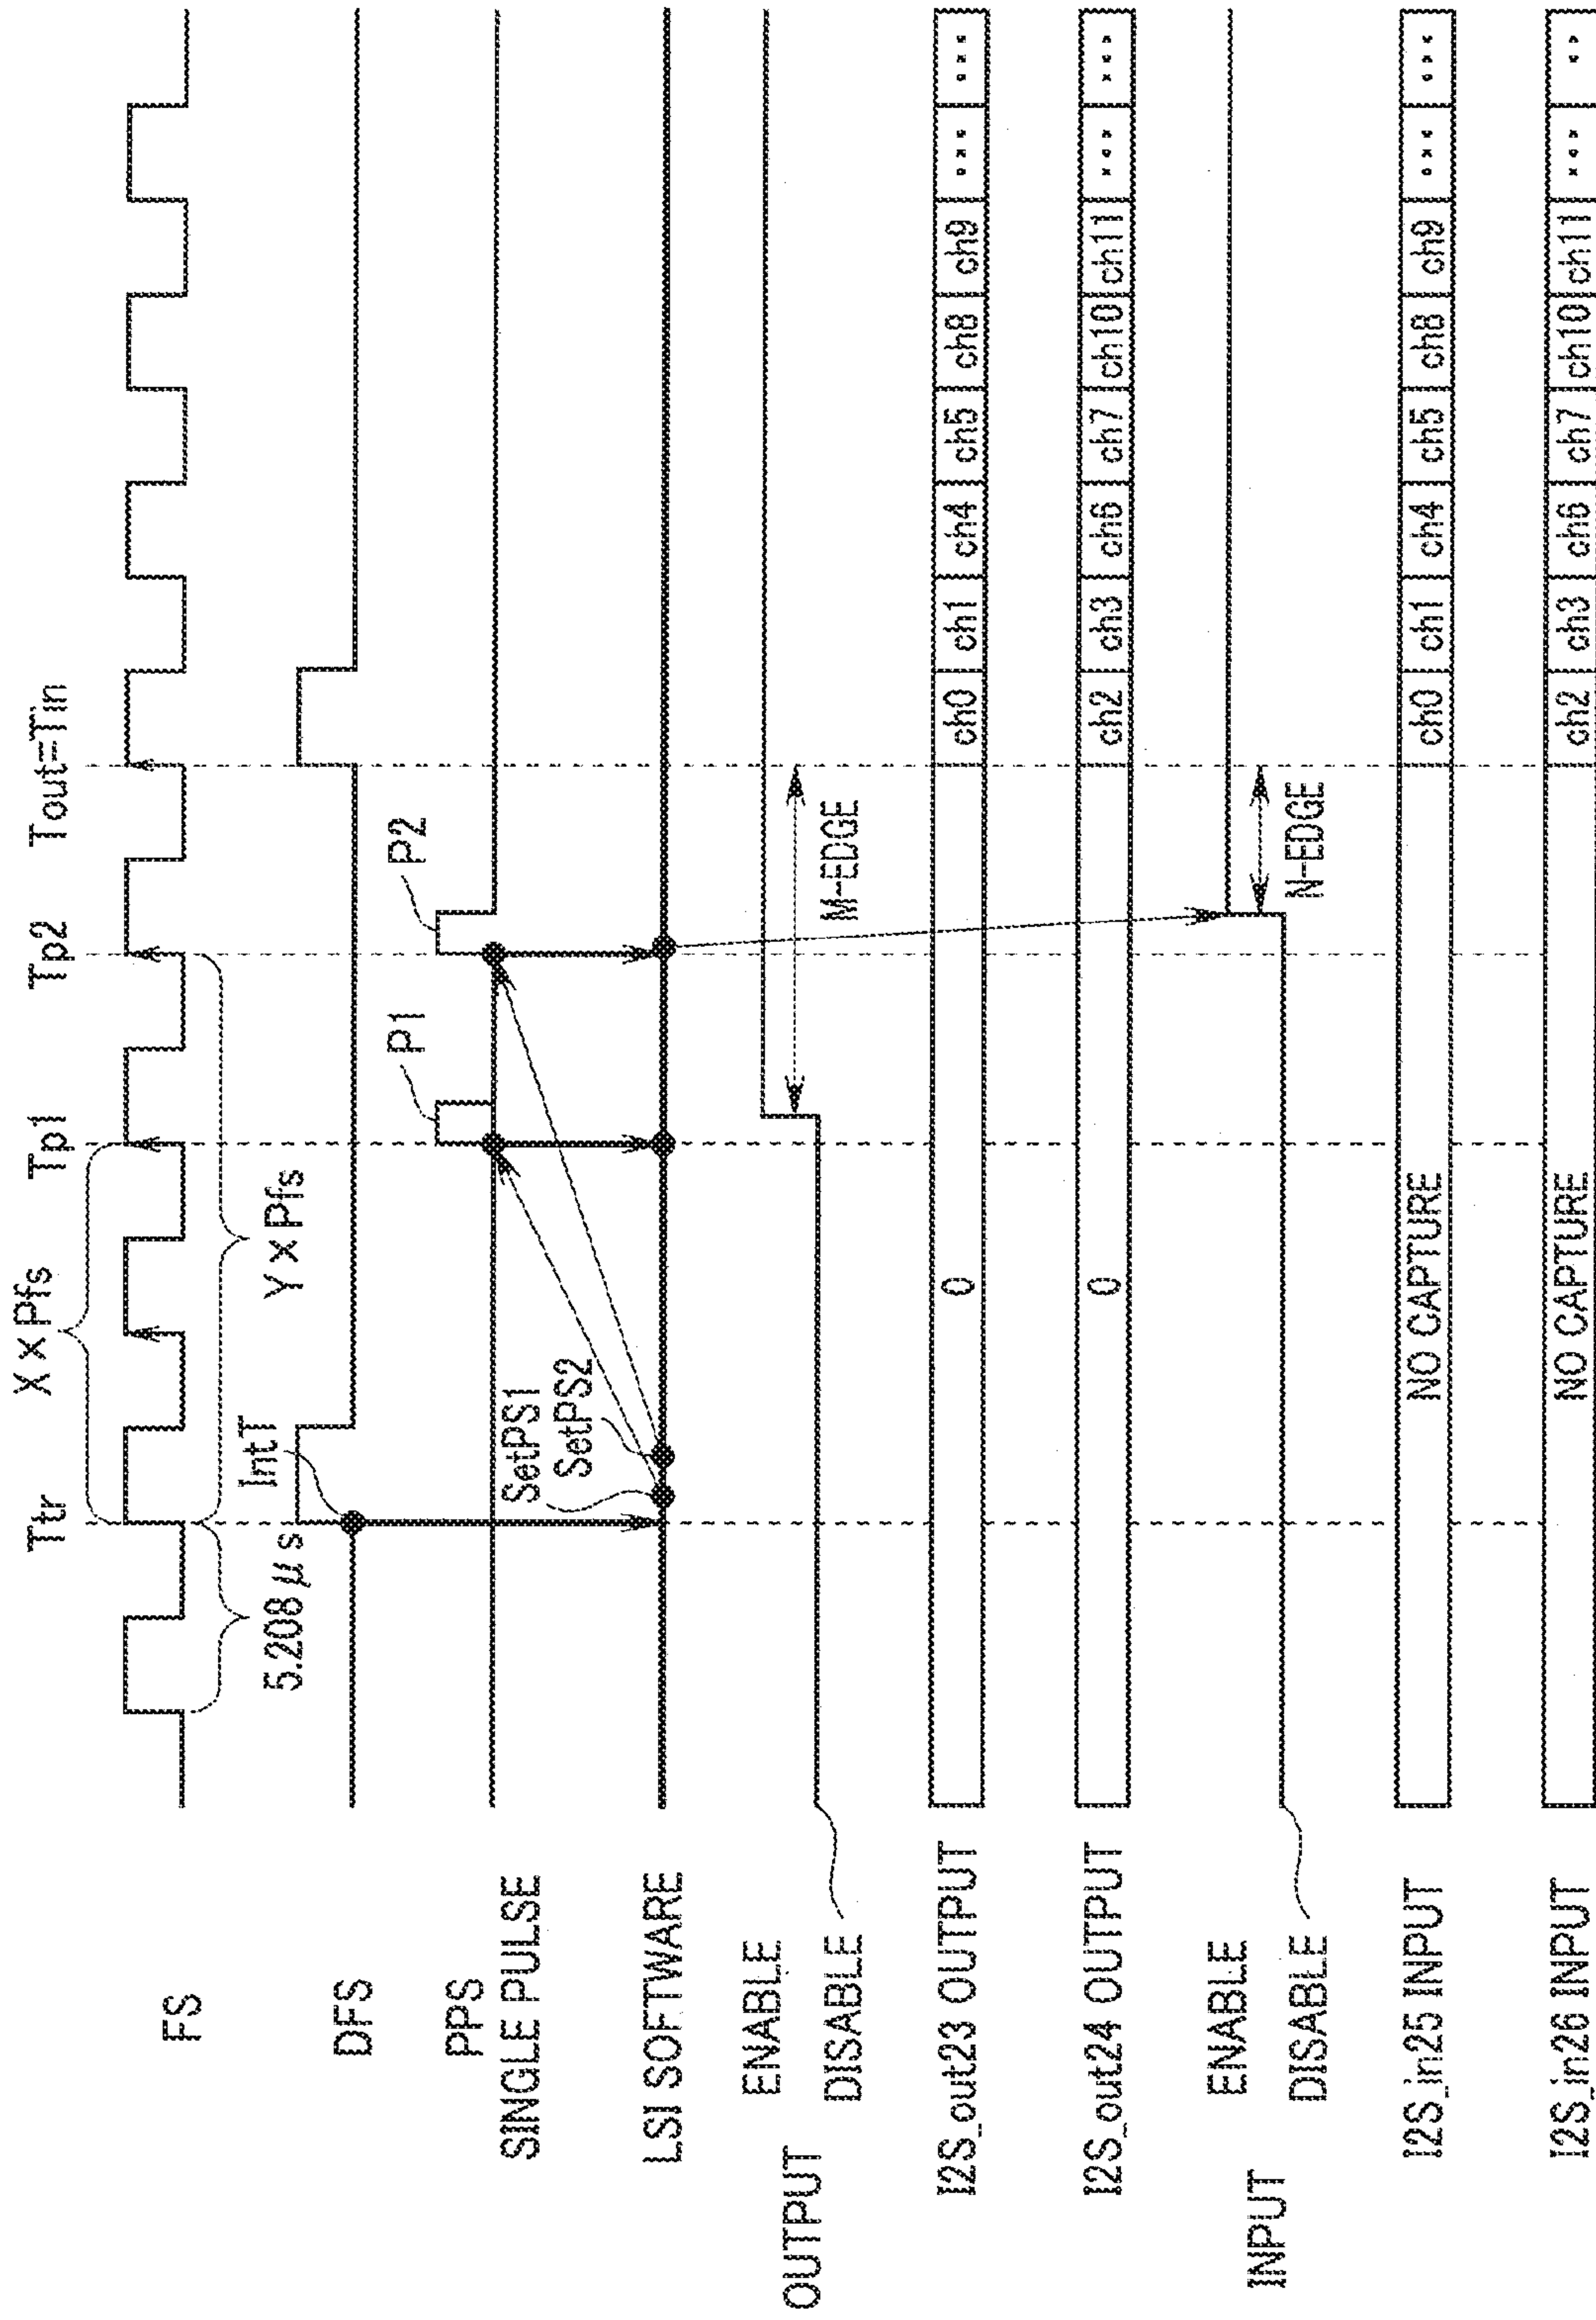 Ttr
X×Pfs
Tp1
Tp2
Tout=Tin
FS
5.208μs
Y×Pfs
IntT
DFS
P1
P2
PPS
SINGLE PULSE
SetPS1
SetPS2
LSI SOFTWARE
OUTPUT
ENABLE
DISABLE
M-EDGE
I2S_out23 OUTPUT
0
ch0 ch1 ch4 ch5 ch8 ch9 ... ...
I2S_out24 OUTPUT
0
ch2 ch3 ch6 ch7 ch10 ch11 ... ...
INPUT
ENABLE
DISABLE
N-EDGE
I2S_in25 INPUT
NO CAPTURE
ch0 ch1 ch4 ch5 ch8 ch9 ... ...
I2S_in26 INPUT
NO CAPTURE
ch2 ch3 ch6 ch7 ch10 ch11 ... ...